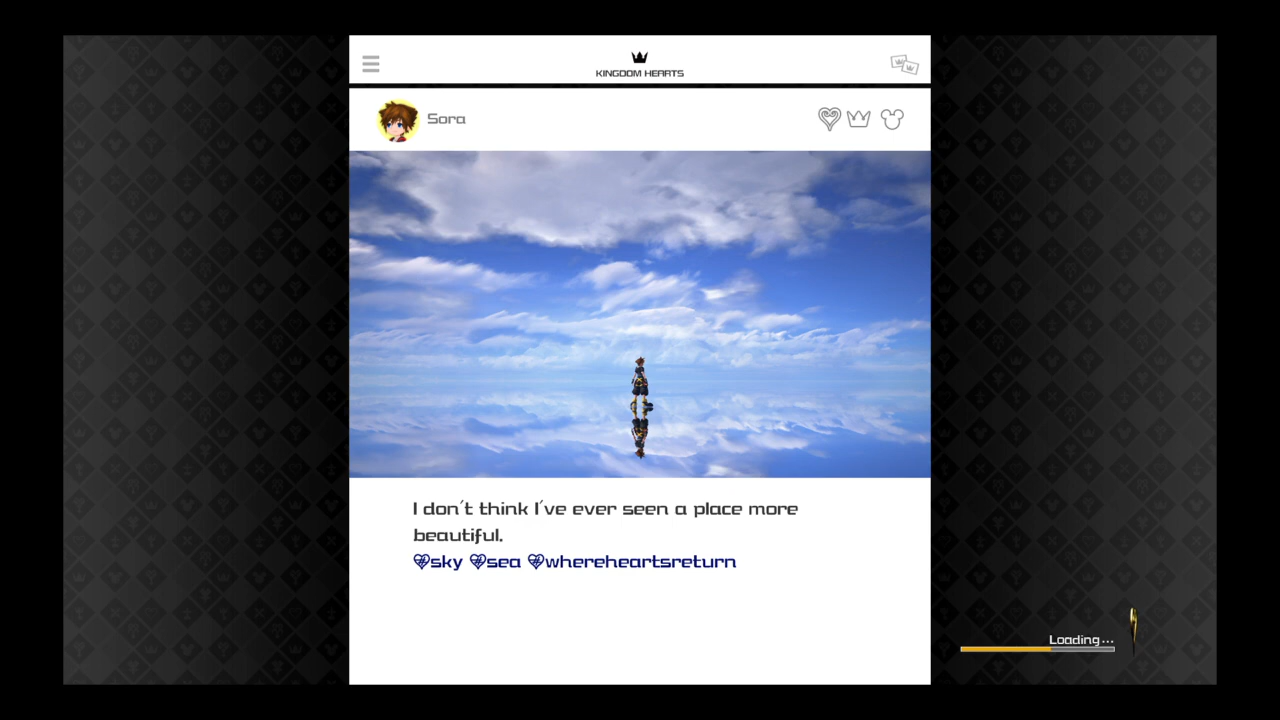 KINGDOM HEARTS
Sora
I don´t think I´ve ever seen a place more
beautiful.
sky sea whereheartsreturn
Loading...